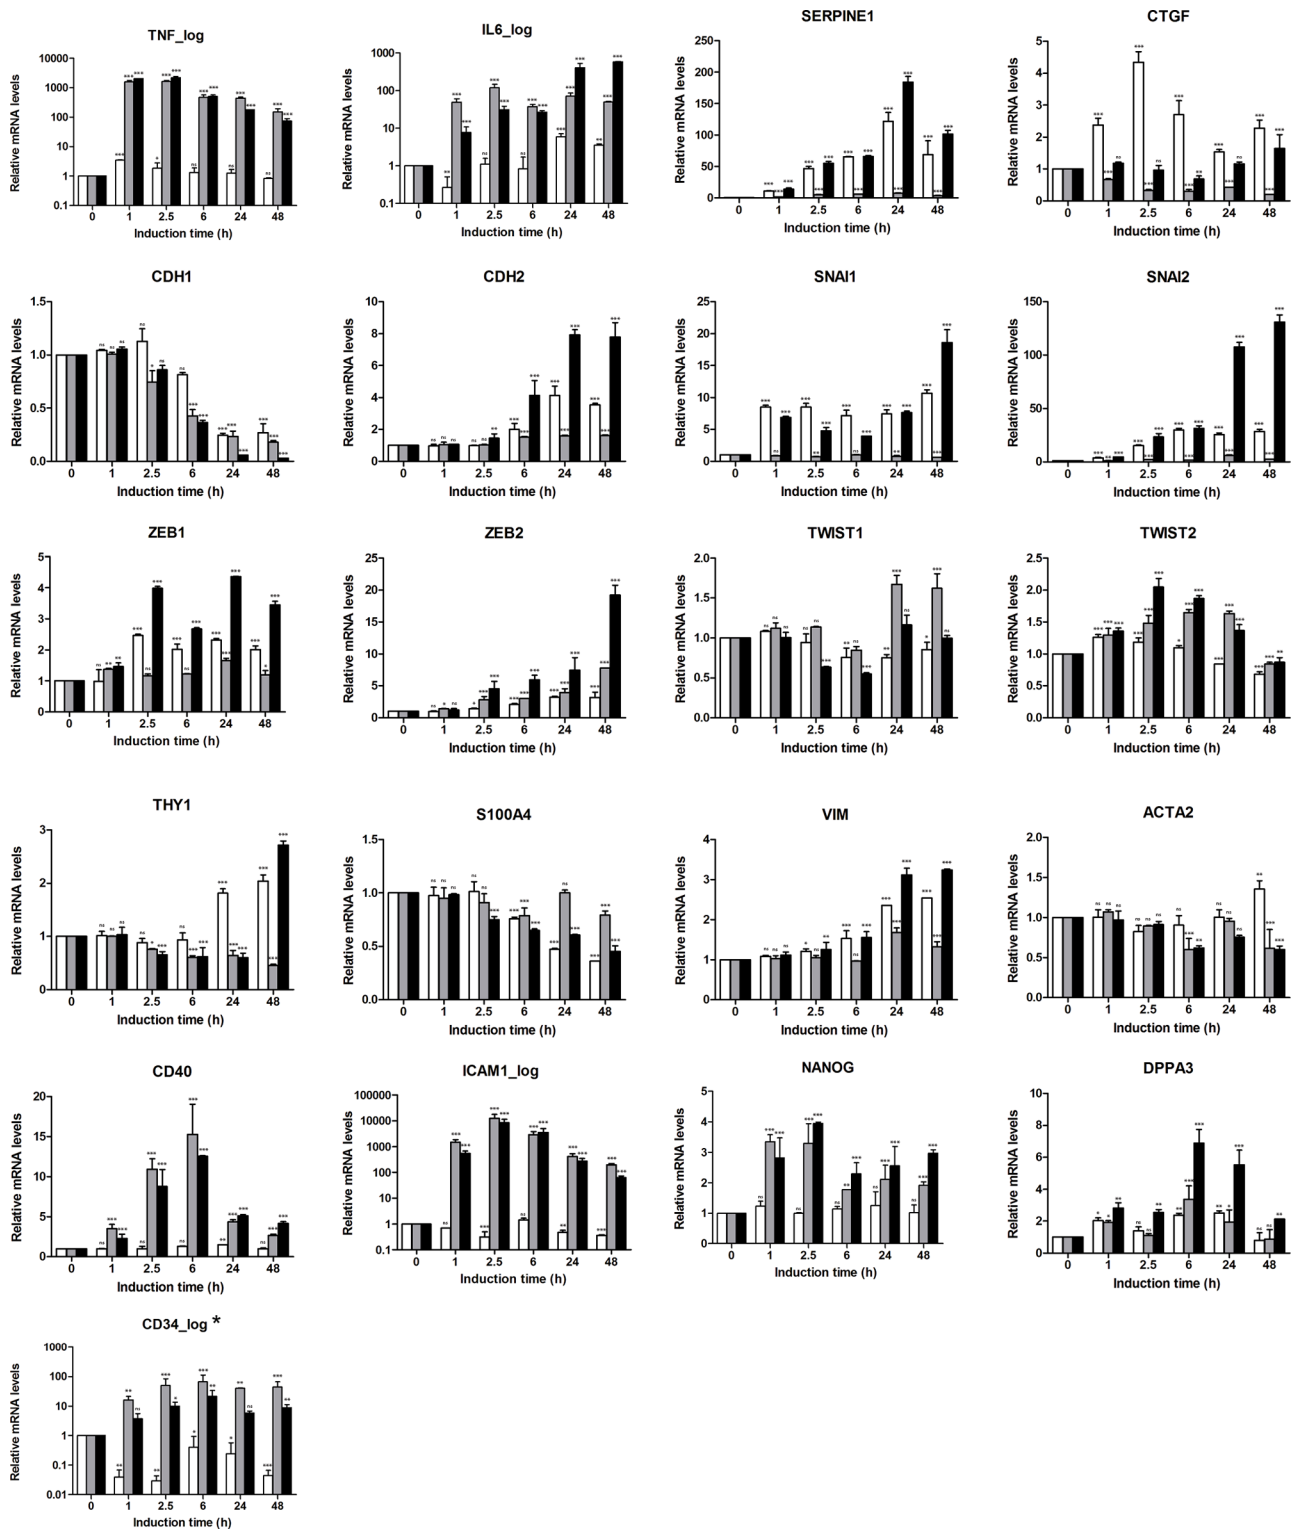 TNF_log
IL6_log
SERPINE1
CTGF
Relative mRNA levels
10000
1000
100
10
1
0.1
0 1 2.5 6 24 48
Induction time (h)
Relative mRNA levels
1000
100
10
1
0.1
0 1 2.5 6 24 48
Induction time (h)
Relative mRNA levels
250
200
150
100
50
0
0 1 2.5 6 24 48
Induction time (h)
Relative mRNA levels
5
4
3
2
1
0
0 1 2.5 6 24 48
Induction time (h)
CDH1
CDH2
SNAI1
SNAI2
Relative mRNA levels
1.5
1.0
0.5
0.0
0 1 2.5 6 24 48
Induction time (h)
Relative mRNA levels
10
8
6
4
2
0
0 1 2.5 6 24 48
Induction time (h)
Relative mRNA levels
25
20
15
10
5
0
0 1 2.5 6 24 48
Induction time (h)
Relative mRNA levels
150
100
50
0
0 1 2.5 6 24 48
Induction time (h)
ZEB1
ZEB2
TWIST1
TWIST2
Relative mRNA levels
5
4
3
2
1
0
0 1 2.5 6 24 48
Induction time (h)
Relative mRNA levels
25
20
15
10
5
0
0 1 2.5 6 24 48
Induction time (h)
Relative mRNA levels
2.0
1.5
1.0
0.5
0.0
0 1 2.5 6 24 48
Induction time (h)
Relative mRNA levels
2.5
2.0
1.5
1.0
0.5
0.0
0 1 2.5 6 24 48
Induction time (h)
THY1
S100A4
VIM
ACTA2
Relative mRNA levels
3
2
1
0
0 1 2.5 6 24 48
Induction time (h)
Relative mRNA levels
1.5
1.0
0.5
0.0
0 1 2.5 6 24 48
Induction time (h)
Relative mRNA levels
4
3
2
1
0
0 1 2.5 6 24 48
Induction time (h)
Relative mRNA levels
2.0
1.5
1.0
0.5
0.0
0 1 2.5 6 24 48
Induction time (h)
CD40
ICAM1_log
NANOG
DPPA3
Relative mRNA levels
20
15
10
5
0
0 1 2.5 6 24 48
Induction time (h)
Relative mRNA levels
100000
10000
1000
100
10
1
0.1
0 1 2.5 6 24 48
Induction time (h)
Relative mRNA levels
5
4
3
2
1
0
0 1 2.5 6 24 48
Induction time (h)
Relative mRNA levels
10
8
6
4
2
0
0 1 2.5 6 24 48
Induction time (h)
CD34_log *
Relative mRNA levels
1000
100
10
1
0.1
0.01
0 1 2.5 6 24 48
Induction time (h)